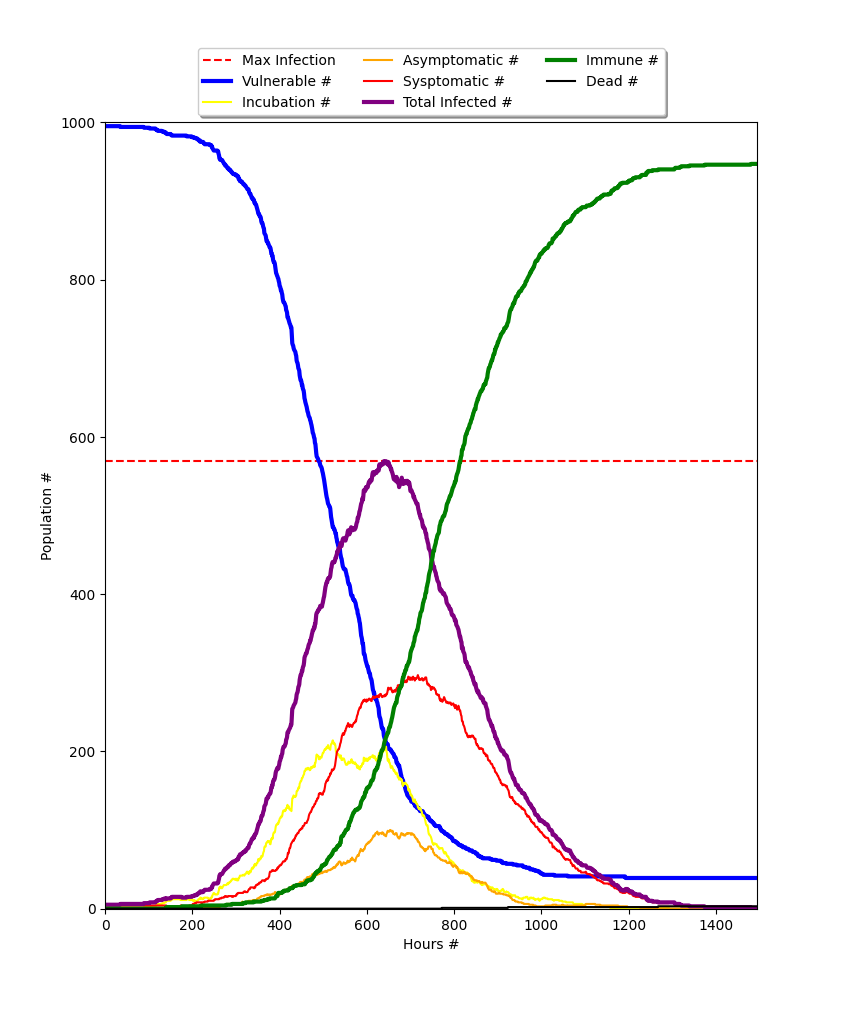 Max Infection Asymptomatic # Immune #
Vulnerable # Sysptomatic # Dead #
Incubation # Total Infected #
1000
800
600
400
200
0
Population #
0 200 400 600 800 1000 1200 1400
Hours #